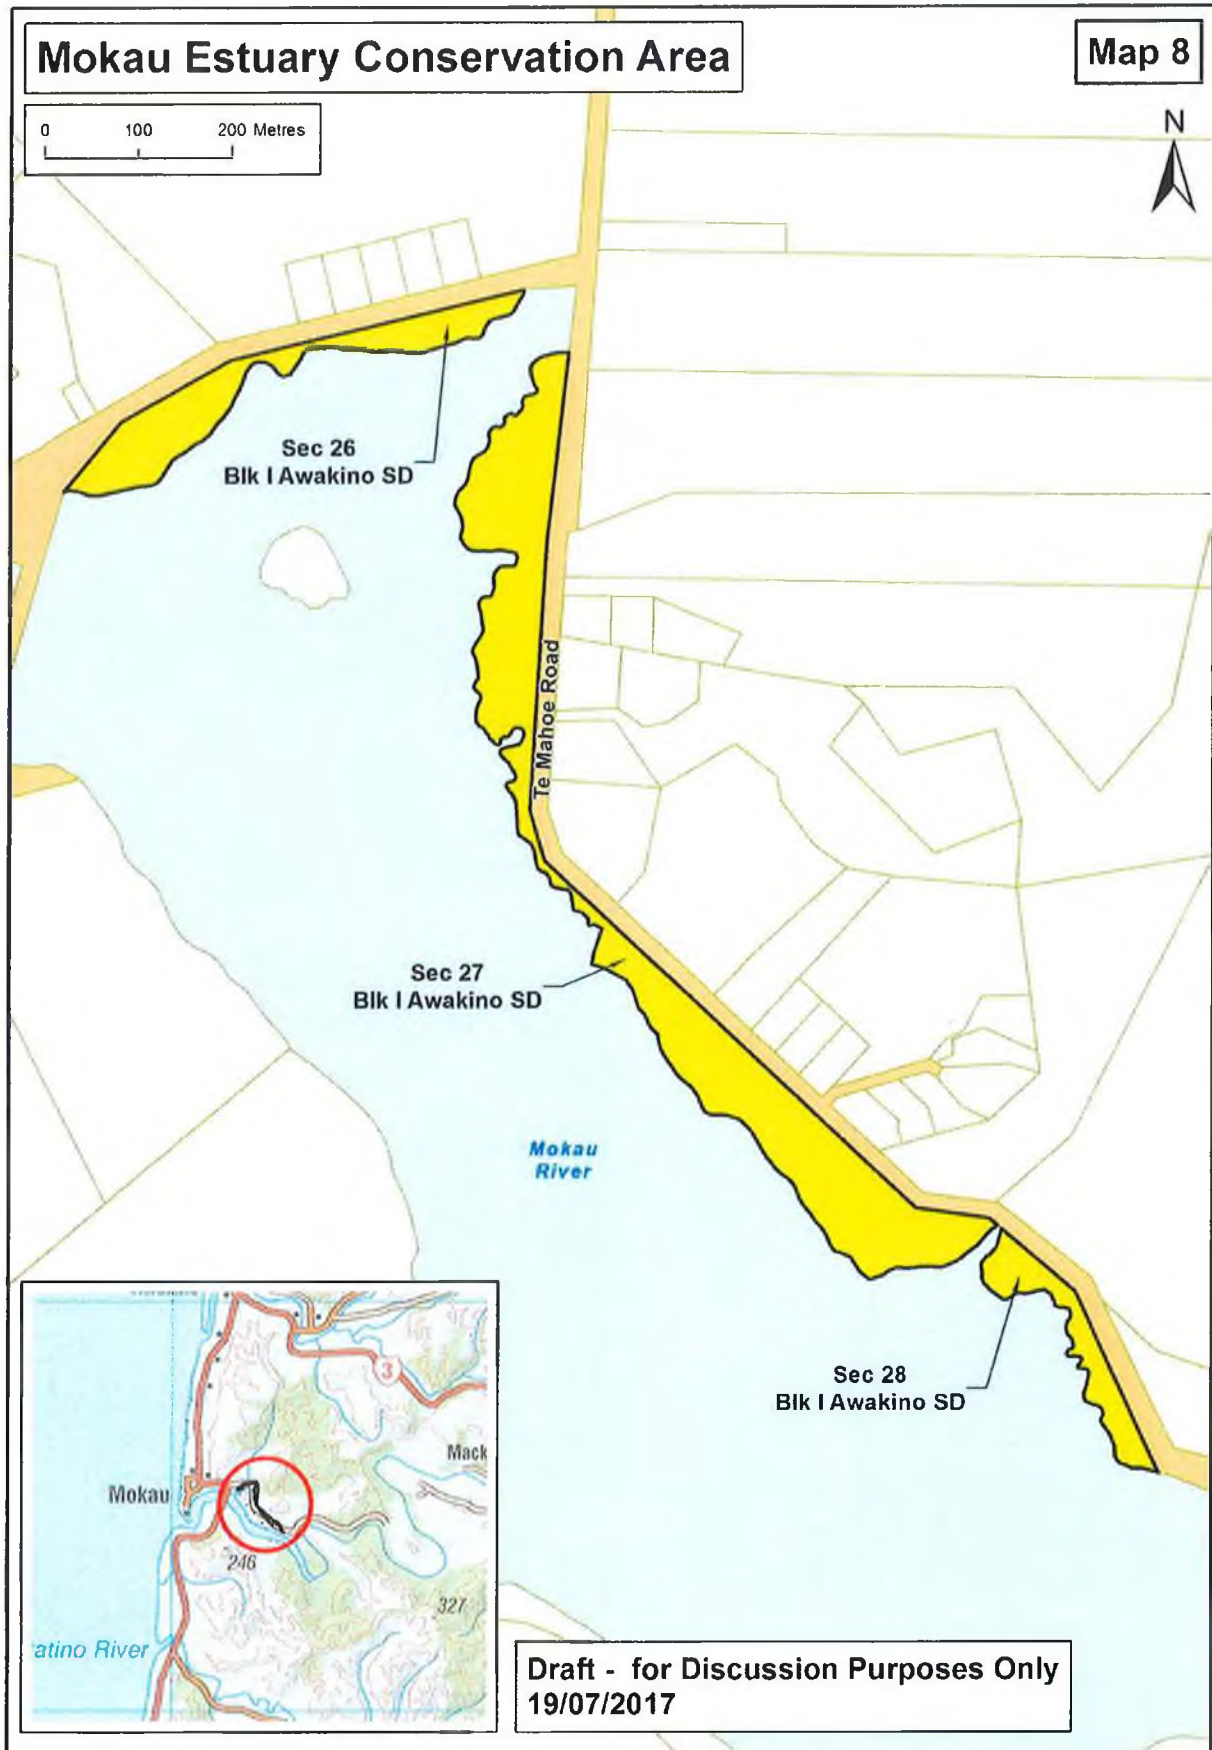 Mokau Estuary Conservation Area
Map 8
0 100 200 Metres
N
Sec 26
Blk I Awakino SD
Te Mahoe Road
Sec 27
Blk I Awakino SD
Mokau
River
Sec 28
Blk I Awakino SD
3
Mack
Mokau
246
327
atino River
Draft - for Discussion Purposes Only
19/07/2017